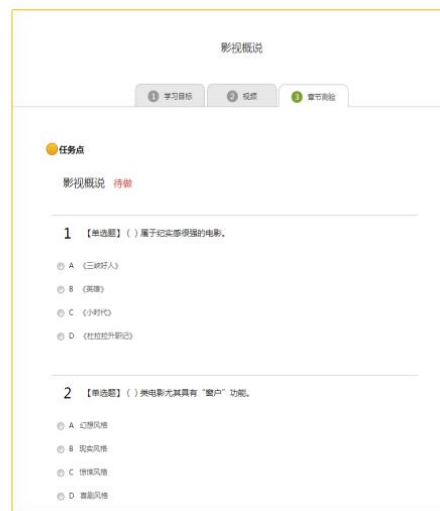 影视概说
1 学习目标 2 视频 3 章节测验
任务点
影视概说 待做
1 【单选题】（ ）属于纪实感很强的电影。
A 《三峡好人》
B 《英雄》
C 《小时代》
D 《杜拉拉升职记》
2 【单选题】（ ）类电影尤其具有“窗户”功能。
A 幻想风格
B 现实风格
C 惊悚风格
D 喜剧风格